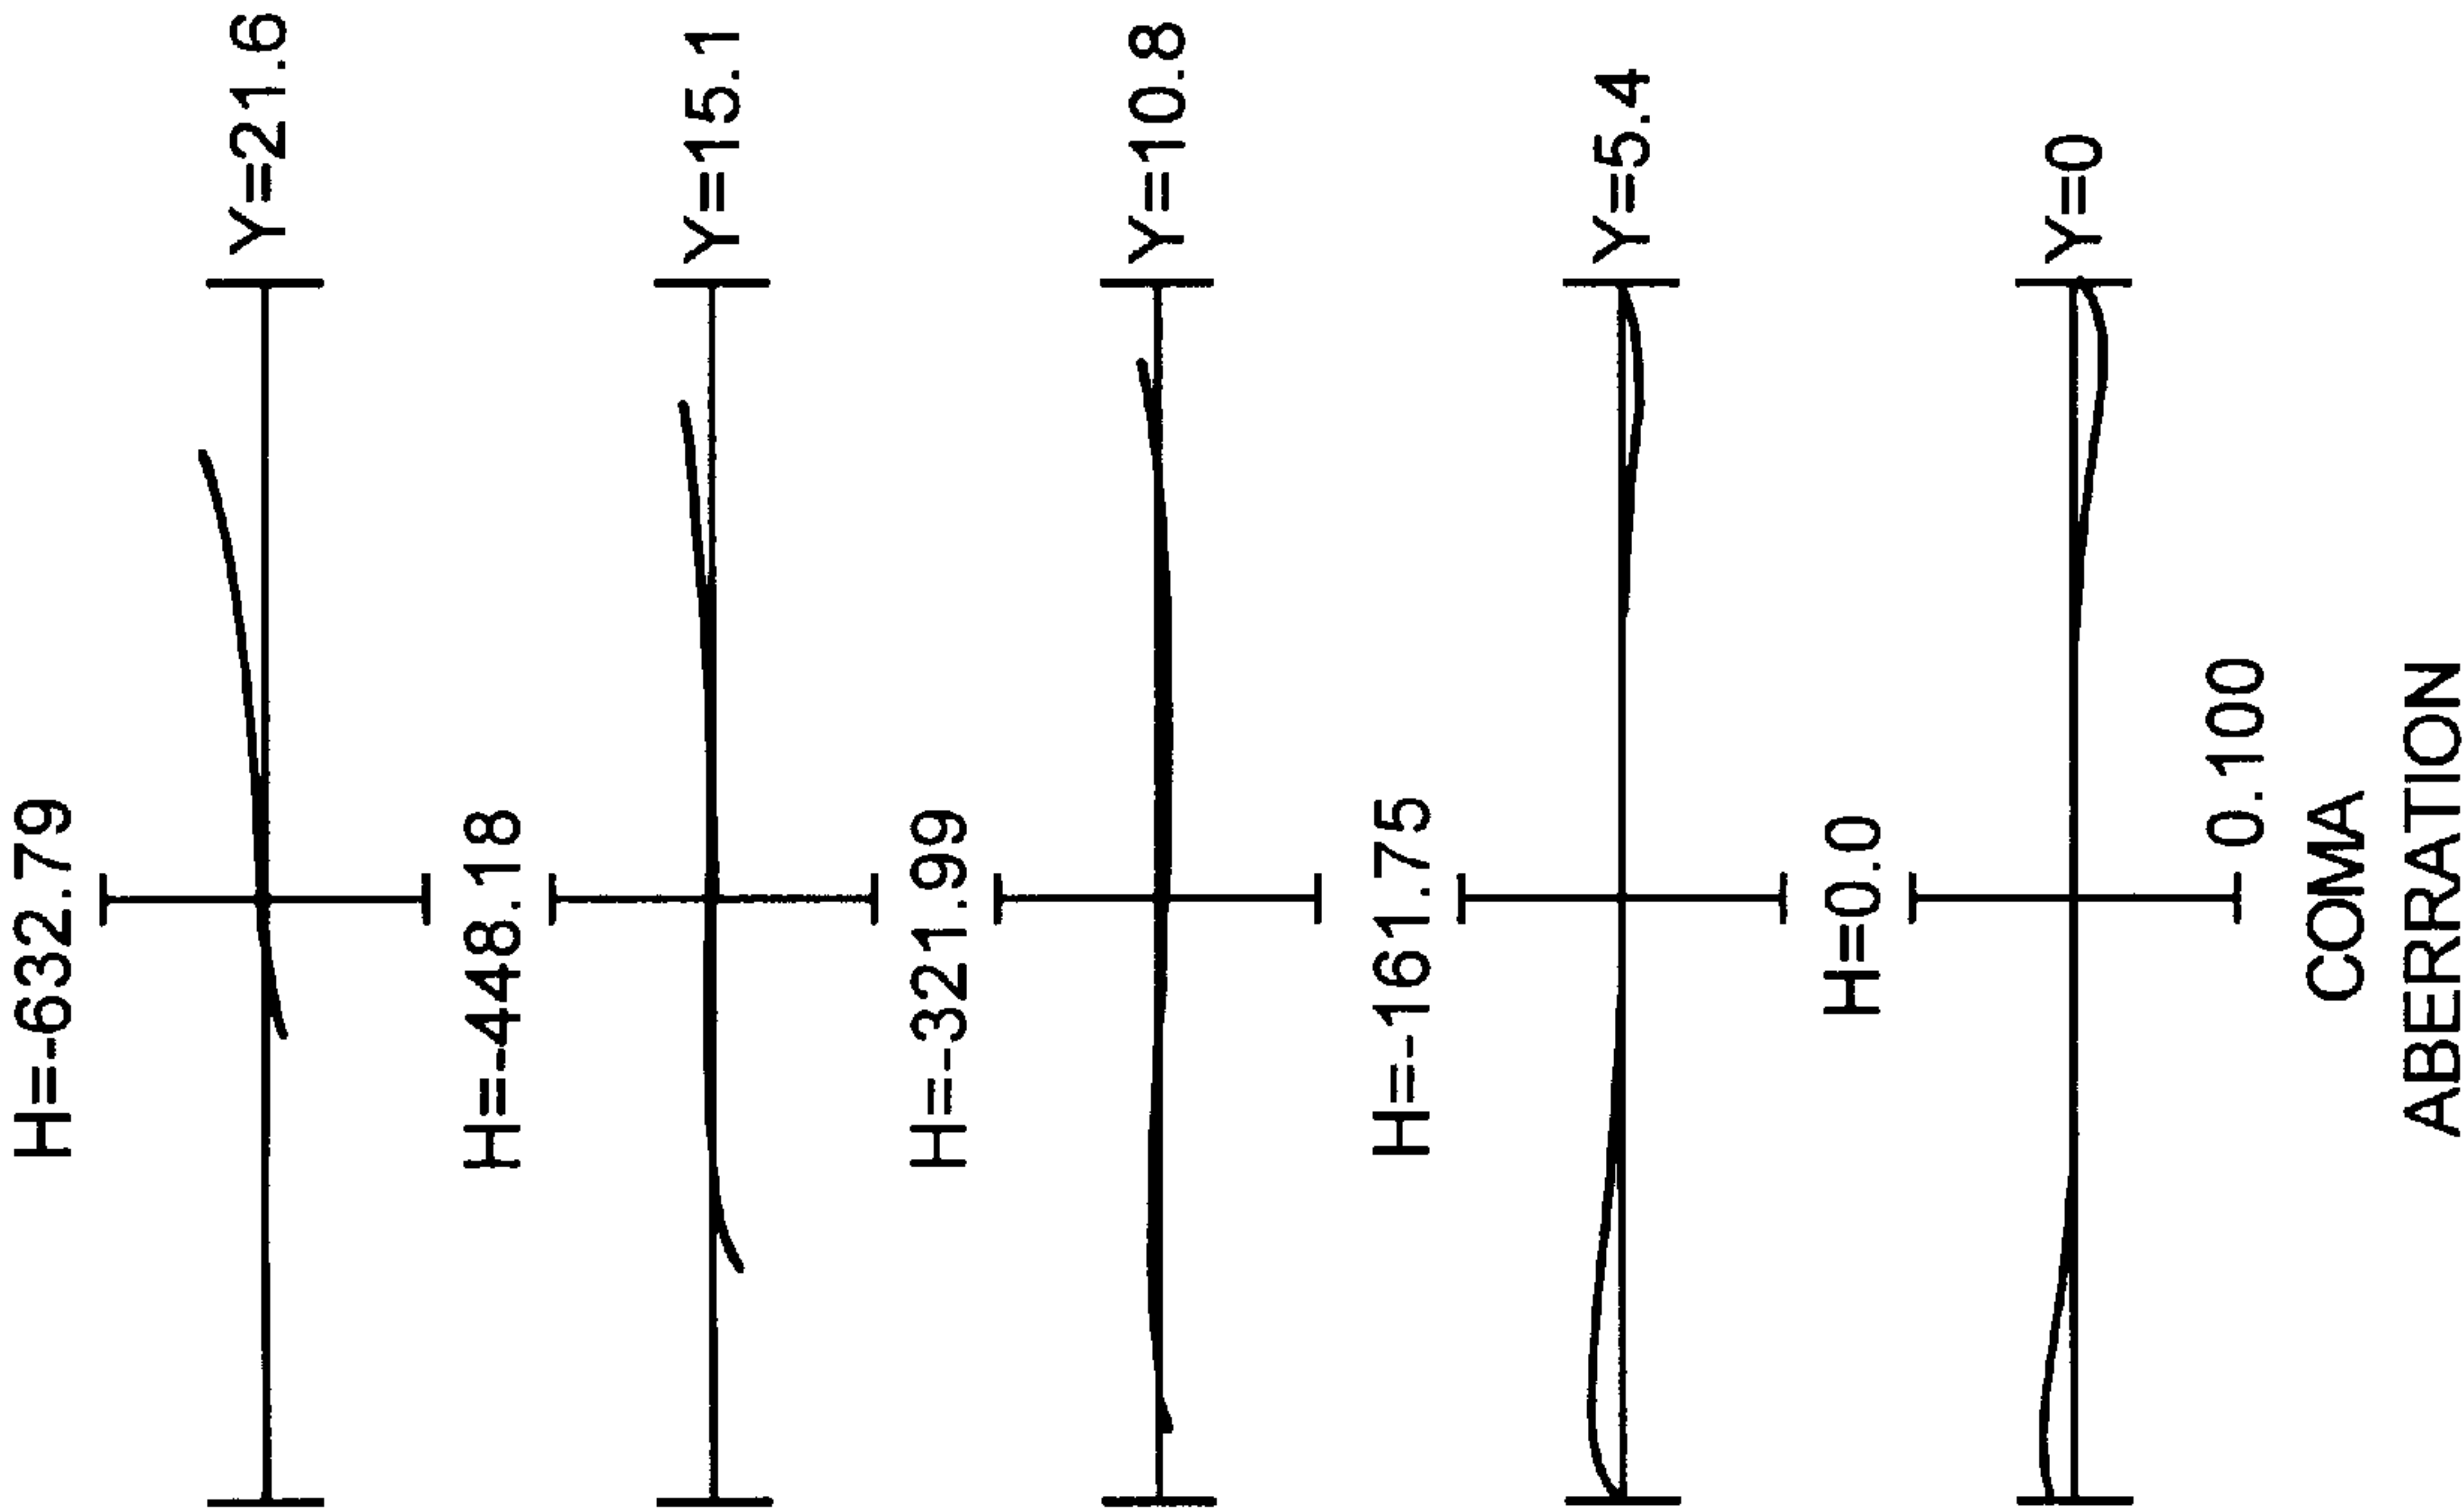 H=-632.79
Y=21.6
H=-448.18
Y=15.1
H=-321.99
Y=10.8
H=-161.75
Y=5.4
H=0.0
Y=0
0.100
COMA
ABERRATION